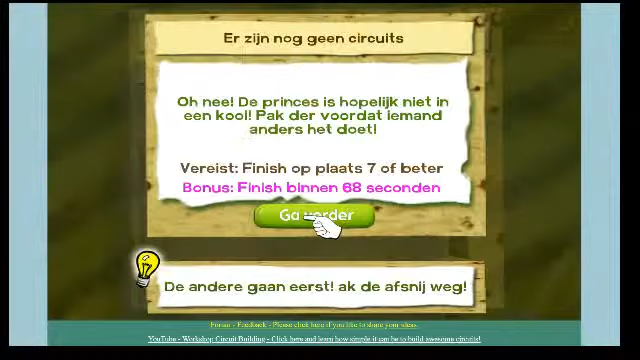 Er zijn nog geen circuits
Oh nee! De princes is hopelijk niet in
een kooi! Pak der voordat iemand
anders het doet!
Vereist: Finish op plaats 7 of beter
Bonus: Finish binnen 68 seconden
Ga verder
De andere gaan eerst! ak de afsnij weg!
Forum - Feedback - Please click here if you like to share your ideas.
YouTube - Workshop Circuit Building - Click here and learn how simple it can be to build awesome circuits!